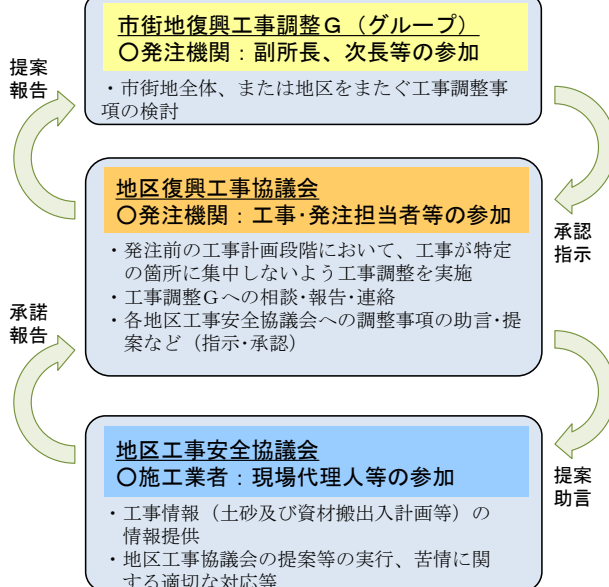 市街地復興工事調整G（グループ）
〇発注機関：副所長、次長等の参加
・市街地全体、または地区をまたぐ工事調整事
項の検討
提案
報告
地区復興工事協議会
〇発注機関：工事･発注担当者等の参加
・発注前の工事計画段階において、工事が特定
の箇所に集中しないよう工事調整を実施
・工事調整Gへの相談･報告･連絡
・各地区工事安全協議会への調整事項の助言･提
案など（指示･承認）
承認
指示
承諾
報告
地区工事安全協議会
〇施工業者：現場代理人等の参加
・工事情報（土砂及び資材搬出入計画等）の
情報提供
・地区工事協議会の提案等の実行、苦情に関
する適切な対応等
提案
助言